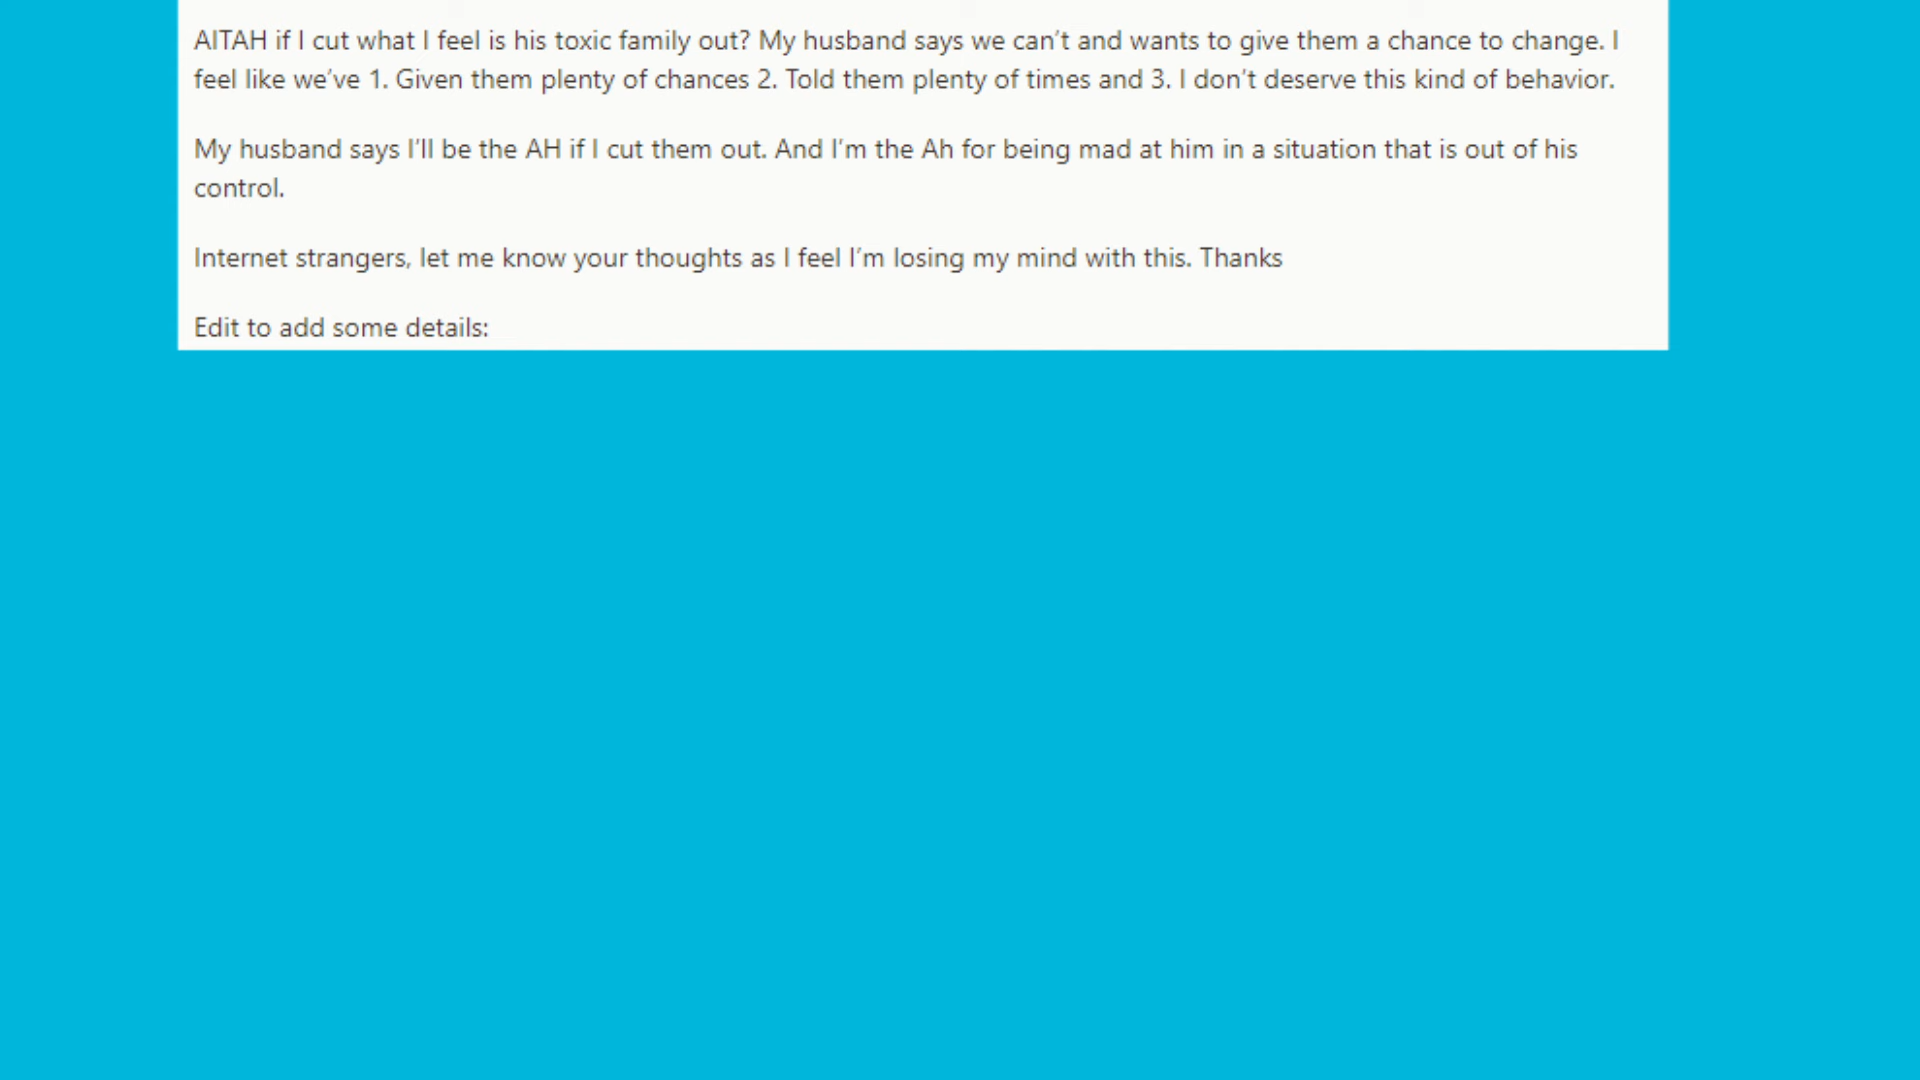 AITAH if I cut what I feel is his toxic family out? My husband says we can’t and wants to give them a chance to change. I
feel like we’ve 1. Given them plenty of chances 2. Told them plenty of times and 3. I don’t deserve this kind of behavior.
My husband says I’ll be the AH if I cut them out. And I’m the Ah for being mad at him in a situation that is out of his
control.
Internet strangers, let me know your thoughts as I feel I’m losing my mind with this. Thanks
Edit to add some details: